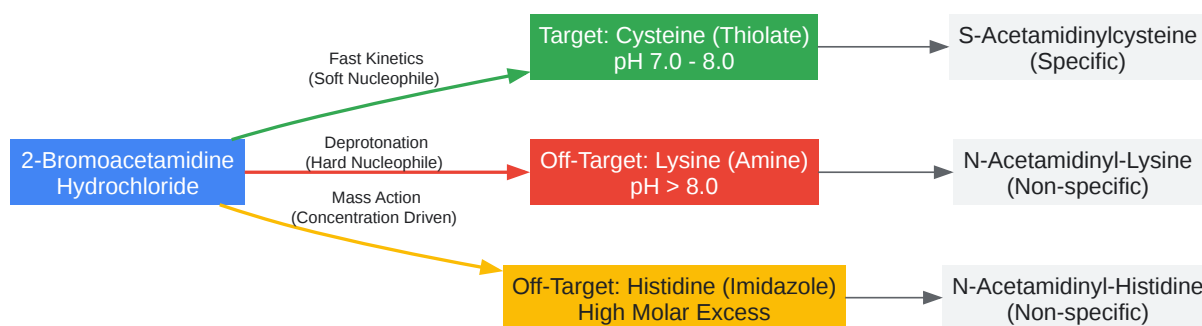 2-Bromoacetamidine
Hydrochloride
Fast Kinetics
(Soft Nucleophile)
Deprotonation
(Hard Nucleophile)
Mass Action
(Concentration Driven)
Target: Cysteine (Thiolate)
pH 7.0 - 8.0
S-Acetamidinylcysteine
(Specific)
Off-Target: Lysine (Amine)
pH > 8.0
N-Acetamidinyl-Lysine
(Non-specific)
Off-Target: Histidine (Imidazole)
High Molar Excess
N-Acetamidinyl-Histidine
(Non-specific)